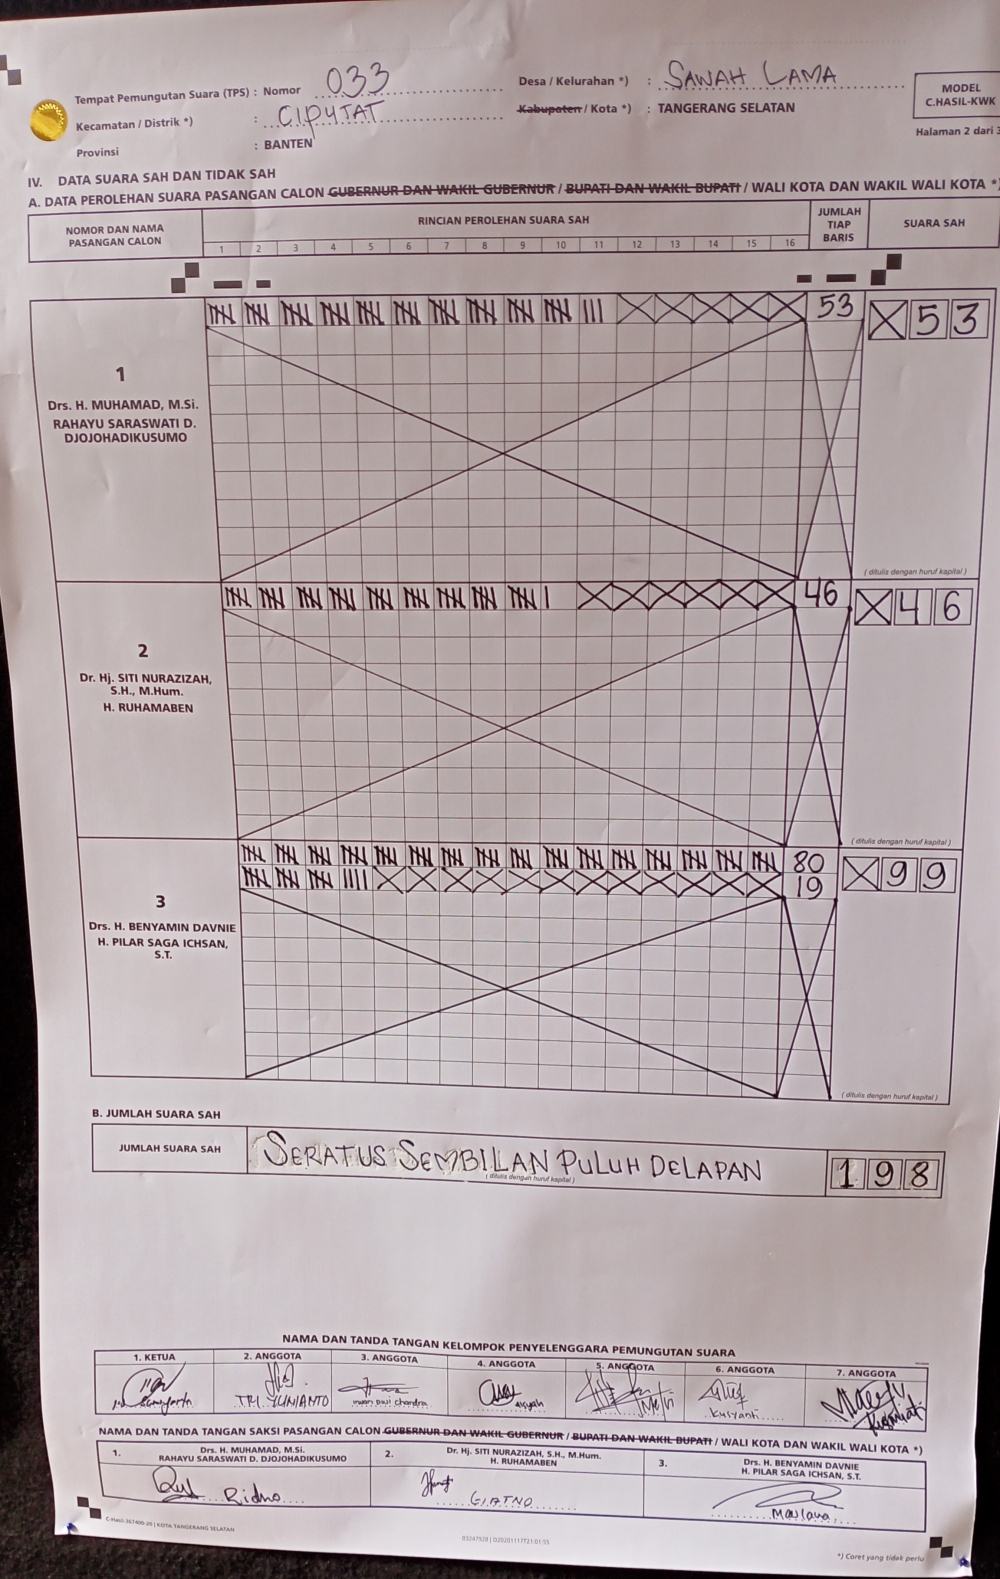 Tempat Pemungutan Suara (TPS) : Nomor 033
Kecamatan / Distrik *) : CIPUTAT
Provinsi : BANTEN
Desa / Kelurahan *) : SAWAH LAMA
Kabupaten / Kota *) : TANGERANG SELATAN
MODEL
C.HASIL-KWK
Halaman 2 dari 3
IV. DATA SUARA SAH DAN TIDAK SAH
A. DATA PEROLEHAN SUARA PASANGAN CALON GUBERNUR DAN WAKIL GUBERNUR / BUPATI DAN WAKIL BUPATI / WALI KOTA DAN WAKIL WALI KOTA *)
NOMOR DAN NAMA
PASANGAN CALON
RINCIAN PEROLEHAN SUARA SAH
1 2 3 4 5 6 7 8 9 10 11 12 13 14 15 16
JUMLAH
TIAP
BARIS
SUARA SAH
1
Drs. H. MUHAMAD, M.Si.
RAHAYU SARASWATI D.
DJOJOHADIKUSUMO
53
X 5 3
( ditulis dengan huruf kapital )
2
Dr. Hj. SITI NURAZIZAH,
S.H., M.Hum.
H. RUHAMABEN
46
X 4 6
( ditulis dengan huruf kapital )
3
Drs. H. BENYAMIN DAVNIE
H. PILAR SAGA ICHSAN,
S.T.
80
19
X 9 9
( ditulis dengan huruf kapital )
B. JUMLAH SUARA SAH
JUMLAH SUARA SAH
SERATUS SEMBILAN PULUH DELAPAN
( ditulis dengan huruf kapital )
1 9 8
NAMA DAN TANDA TANGAN KELOMPOK PENYELENGGARA PEMUNGUTAN SUARA
1. KETUA 2. ANGGOTA 3. ANGGOTA 4. ANGGOTA 5. ANGGOTA 6. ANGGOTA 7. ANGGOTA
TRI YUNIANTO
irwan dwi chandra
Aisyah
Kusyanti
NAMA DAN TANDA TANGAN SAKSI PASANGAN CALON GUBERNUR DAN WAKIL GUBERNUR / BUPATI DAN WAKIL BUPATI / WALI KOTA DAN WAKIL WALI KOTA *)
1. Drs. H. MUHAMAD, M.Si.
RAHAYU SARASWATI D. DJOJOHADIKUSUMO
Ridho
2. Dr. Hj. SITI NURAZIZAH, S.H., M.Hum.
H. RUHAMABEN
GIATNO
3. Drs. H. BENYAMIN DAVNIE
H. PILAR SAGA ICHSAN, S.T.
Maulana
C-Hasil-367400-26 | KOTA TANGERANG SELATAN
*) Coret yang tidak perlu